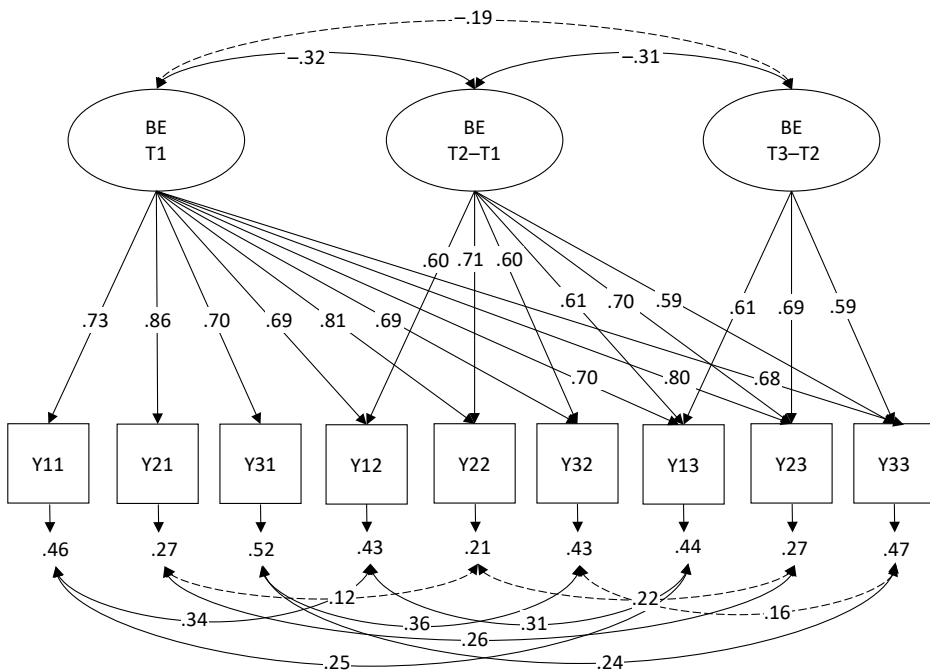 –.19
–.32
–.31
BE
T1
BE
T2–T1
BE
T3–T2
.60
.71
.60
.73
.86
.70
.69
.81
.69
.61
.70
.59
.61
.69
.59
.70
.80
.68
Y11
Y21
Y31
Y12
Y22
Y32
Y13
Y23
Y33
.46
.27
.52
.43
.21
.43
.44
.27
.47
.12
.22
.34
.36
.31
.16
.26
.25
.24